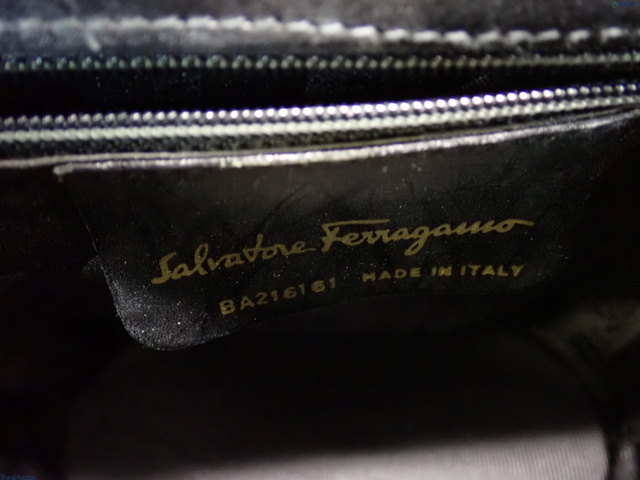 Salvatore Ferragamo
BA216161 MADE IN ITALY